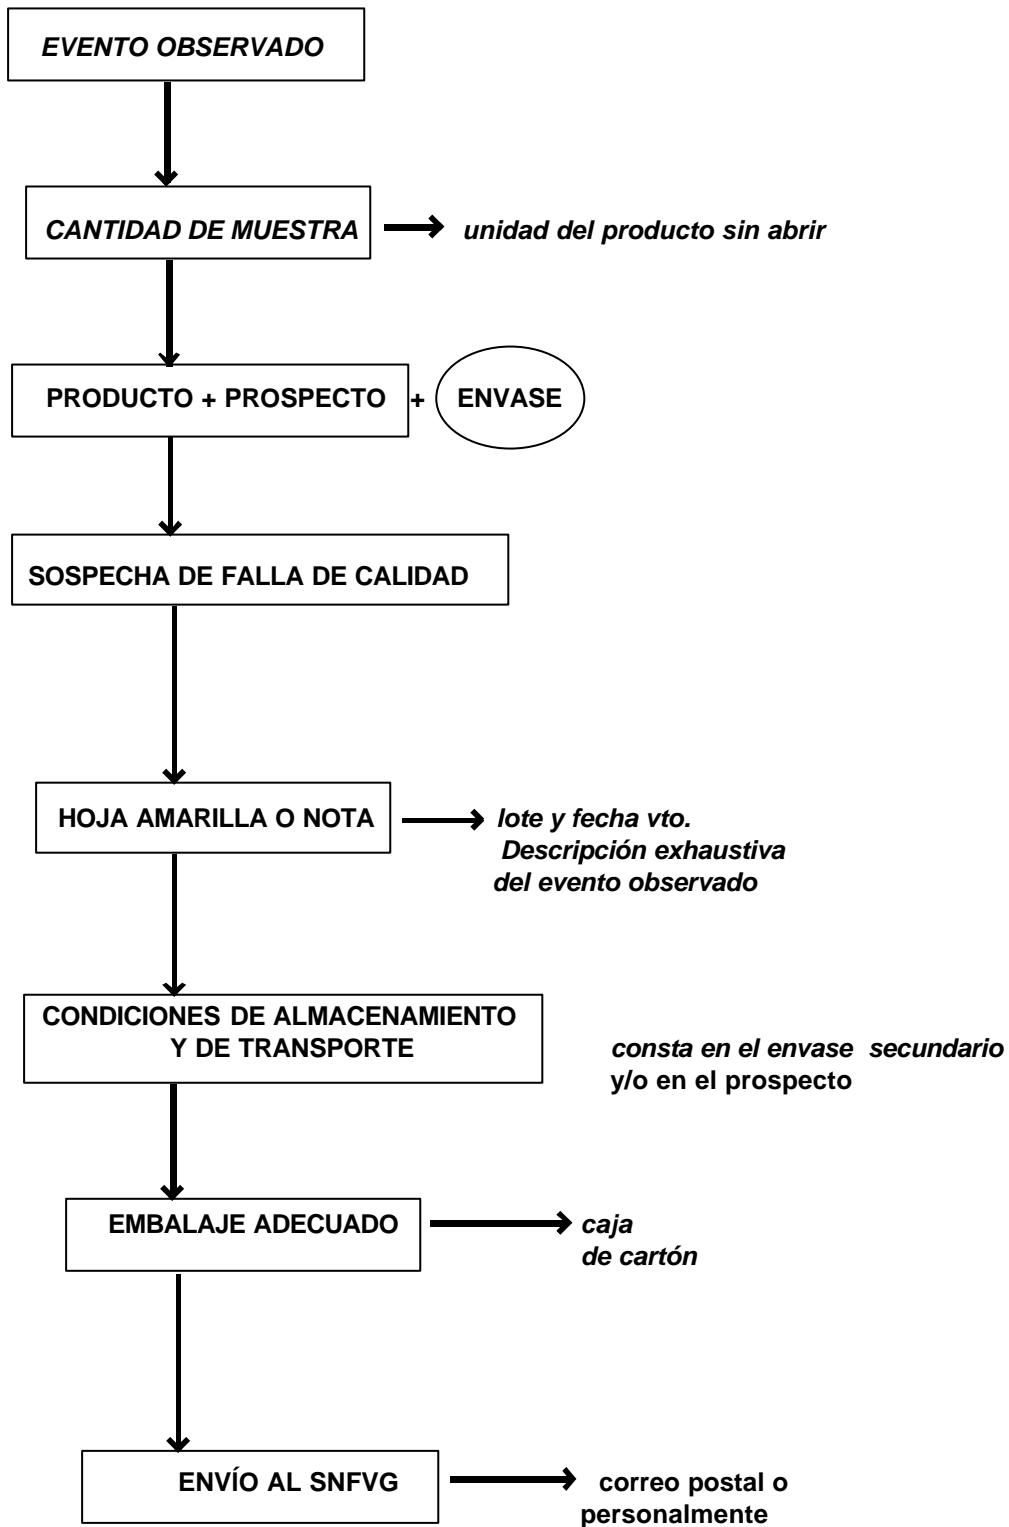 EVENTO OBSERVADO
CANTIDAD DE MUESTRA
unidad del producto sin abrir
PRODUCTO + PROSPECTO + ENVASE
SOSPECHA DE FALLA DE CALIDAD
HOJA AMARILLA O NOTA
lote y fecha vto.
Descripción exhaustiva
del evento observado
CONDICIONES DE ALMACENAMIENTO
Y DE TRANSPORTE
consta en el envase secundario
y/o en el prospecto
EMBALAJE ADECUADO
caja
de cartón
ENVÍO AL SNFVG
correo postal o
personalmente